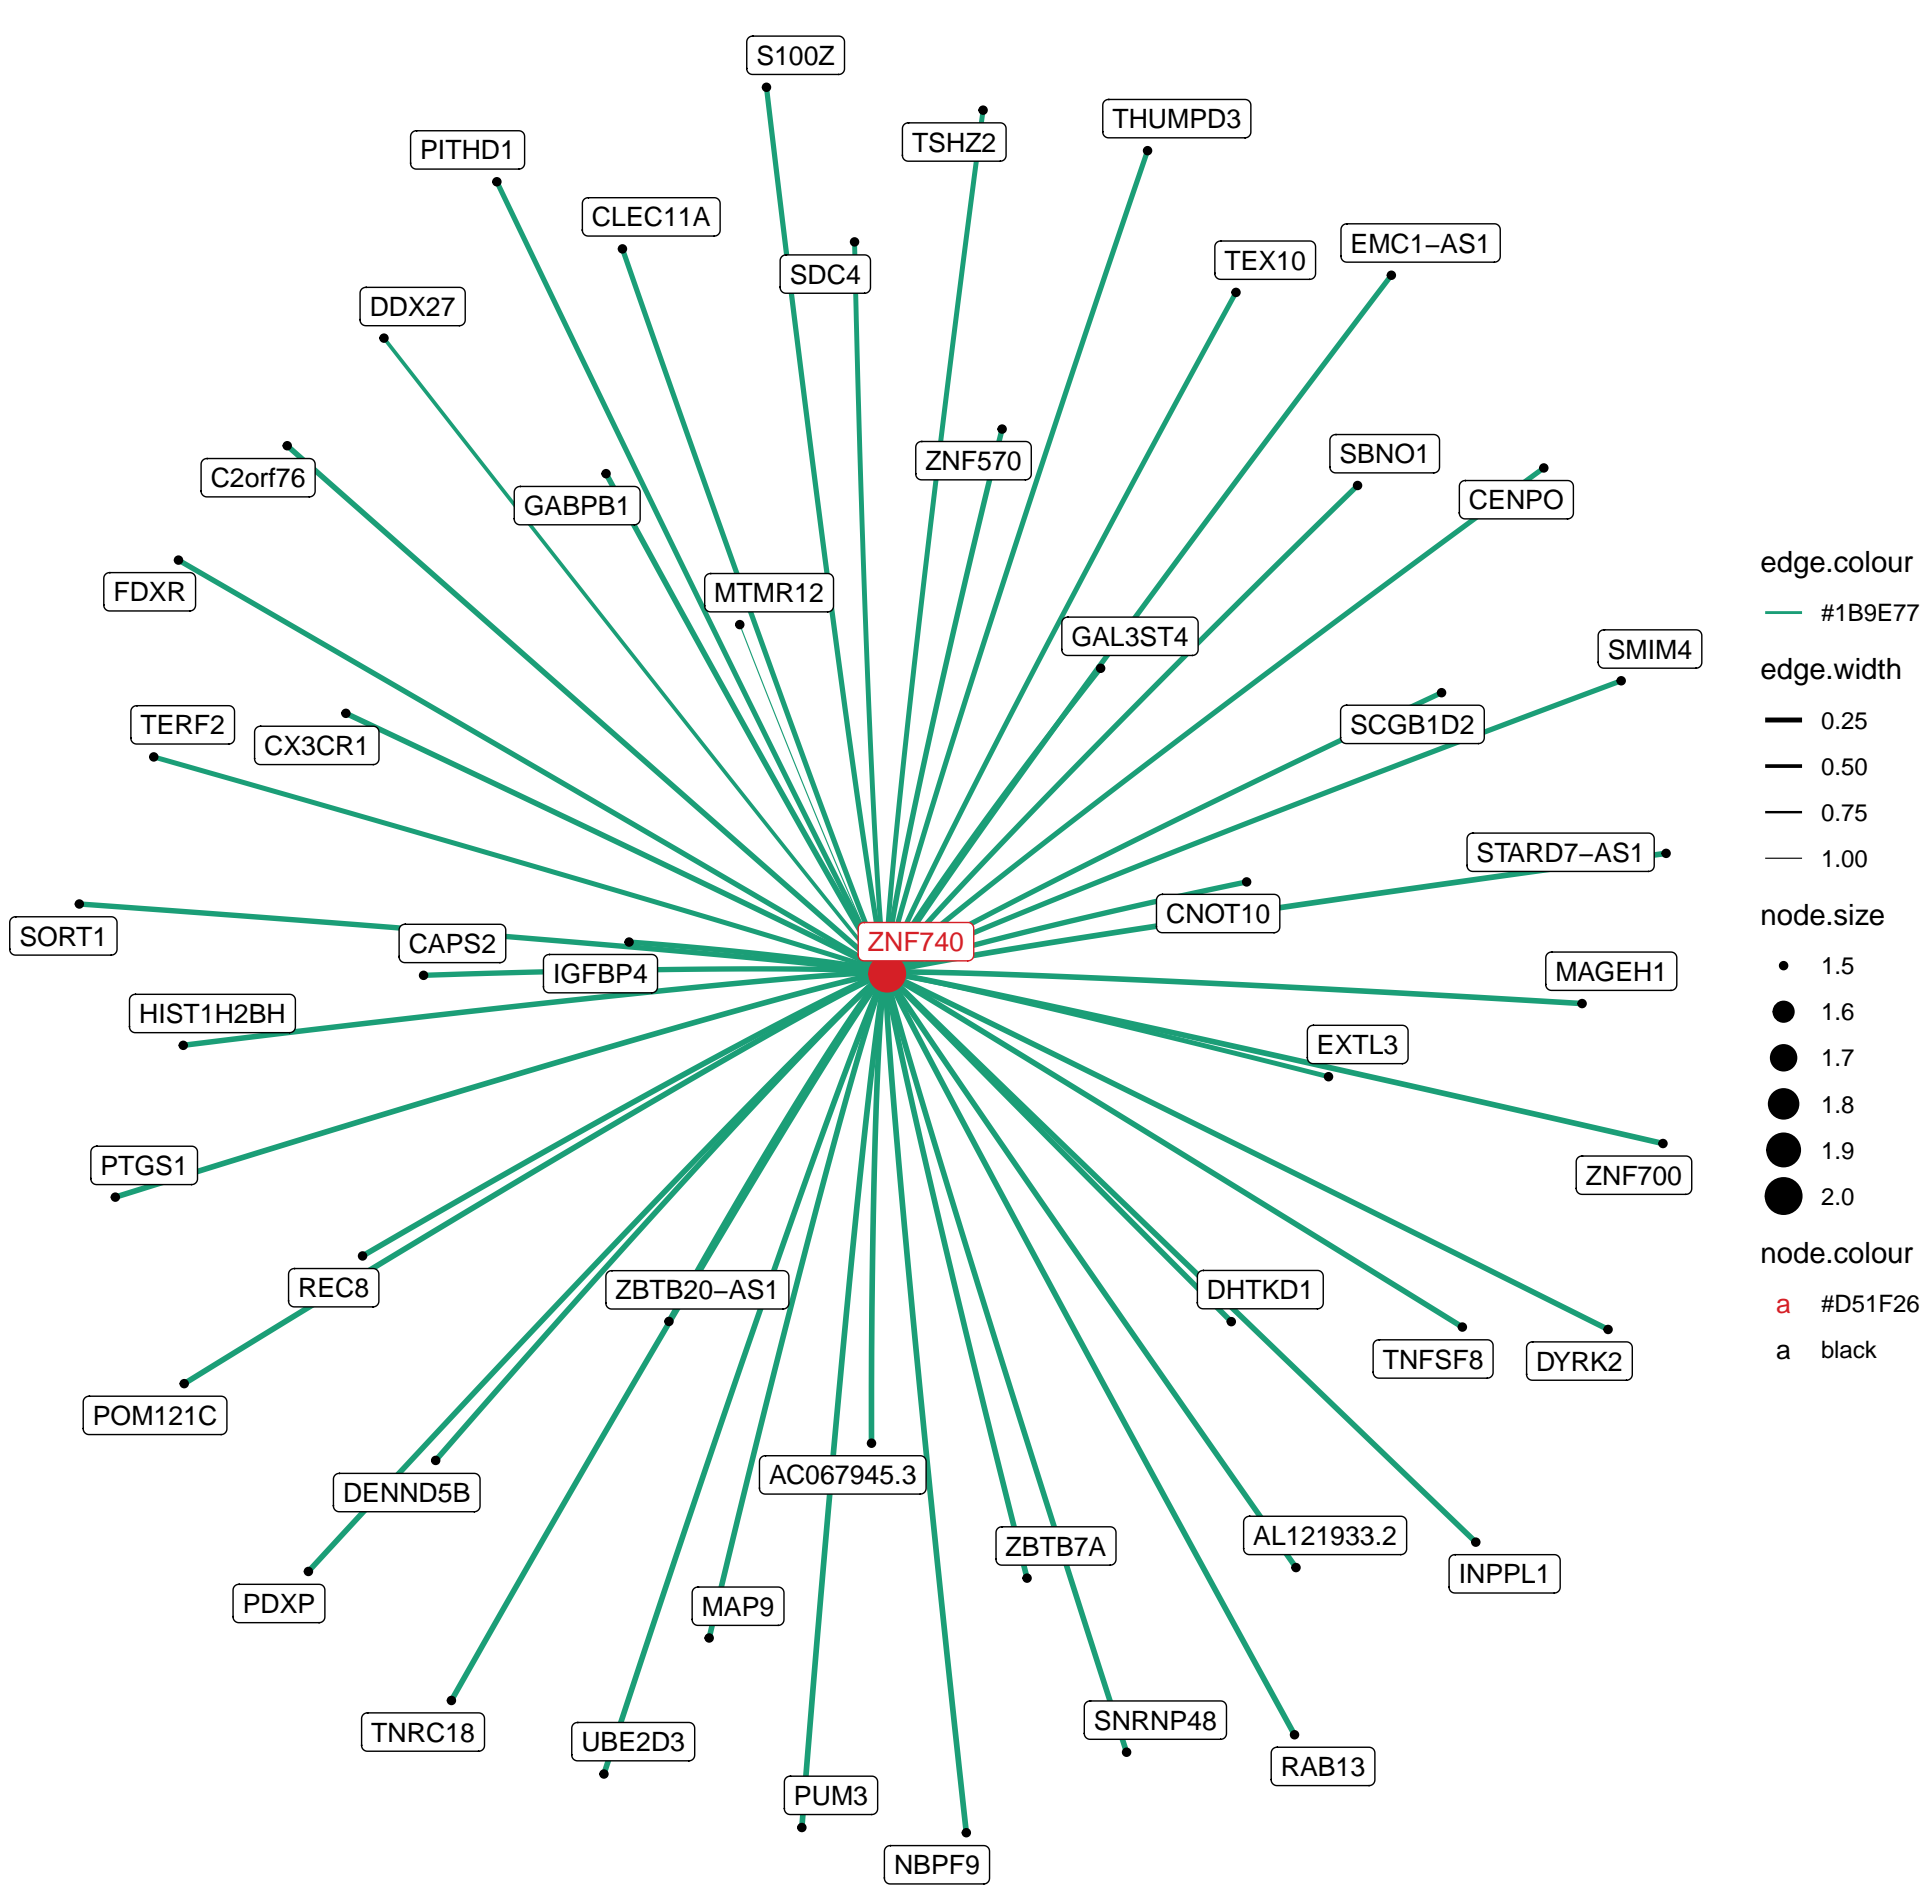 S100Z
TSHZ2
THUMPD3
PITHD1
CLEC11A
EMC1−AS1
TEX10
SDC4
DDX27
SBNO1
ZNF570
C2orf76
CENPO
GABPB1
FDXR
MTMR12
GAL3ST4
SMIM4
TERF2
SCGB1D2
CX3CR1
STARD7−AS1
CNOT10
SORT1
CAPS2
ZNF740
IGFBP4
MAGEH1
HIST1H2BH
EXTL3
PTGS1
ZNF700
REC8
ZBTB20−AS1
DHTKD1
TNFSF8
DYRK2
POM121C
AC067945.3
DENND5B
AL121933.2
ZBTB7A
INPPL1
PDXP
MAP9
SNRNP48
TNRC18
UBE2D3
RAB13
PUM3
NBPF9
edge.colour
#1B9E77
edge.width
0.25
0.50
0.75
1.00
node.size
1.5
1.6
1.7
1.8
1.9
2.0
node.colour
a #D51F26
a black